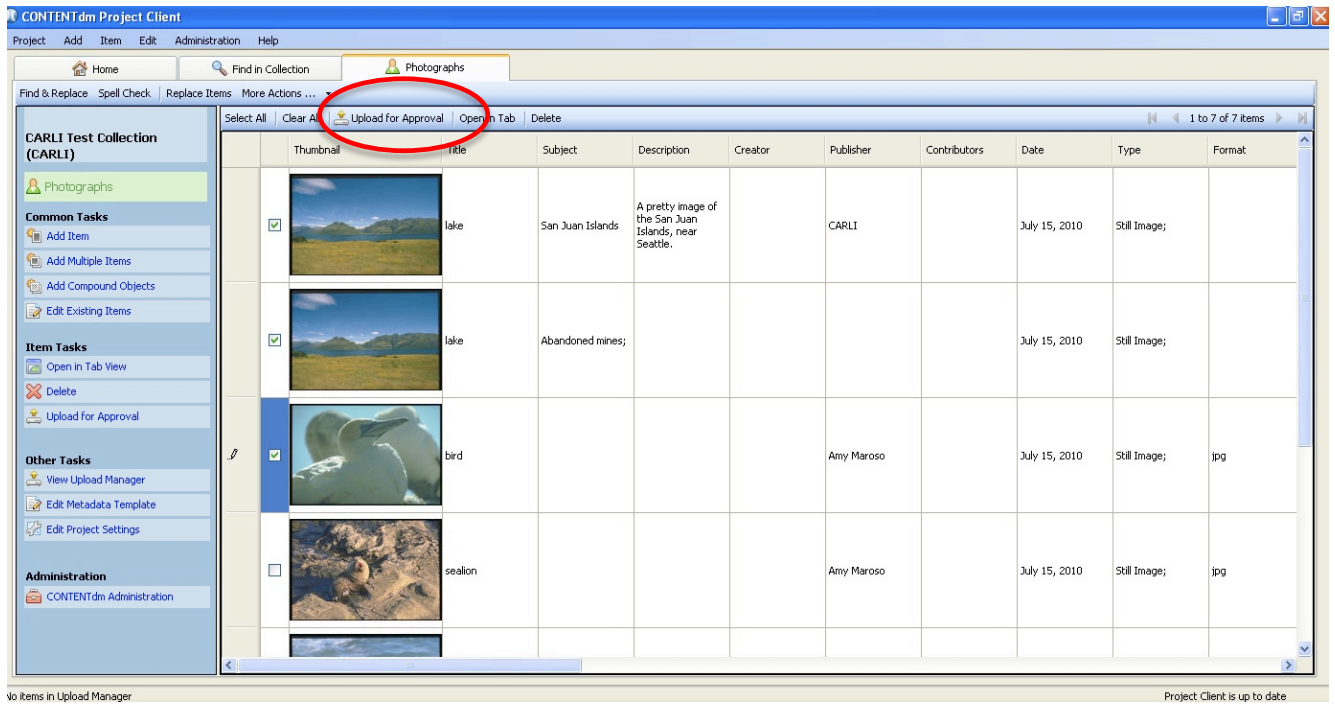 CONTENTdm Project Client
Project Add Item Edit Administration Help
Home Find in Collection Photographs
Find & Replace Spell Check Replace Items More Actions ...
CARLI Test Collection
(CARLI)
Photographs
Common Tasks
Add Item
Add Multiple Items
Add Compound Objects
Edit Existing Items
Item Tasks
Open in Tab View
Delete
Upload for Approval
Other Tasks
View Upload Manager
Edit Metadata Template
Edit Project Settings
Administration
CONTENTdm Administration
Select All Clear All Upload for Approval Open in Tab Delete 1 to 7 of 7 items
Thumbnail Title Subject Description Creator Publisher Contributors Date Type Format
lake San Juan Islands A pretty image of
the San Juan
Islands, near
Seattle. CARLI July 15, 2010 Still Image;
lake Abandoned mines; July 15, 2010 Still Image;
bird Amy Maroso July 15, 2010 Still Image; jpg
sealion Amy Maroso July 15, 2010 Still Image; jpg
No items in Upload Manager Project Client is up to date